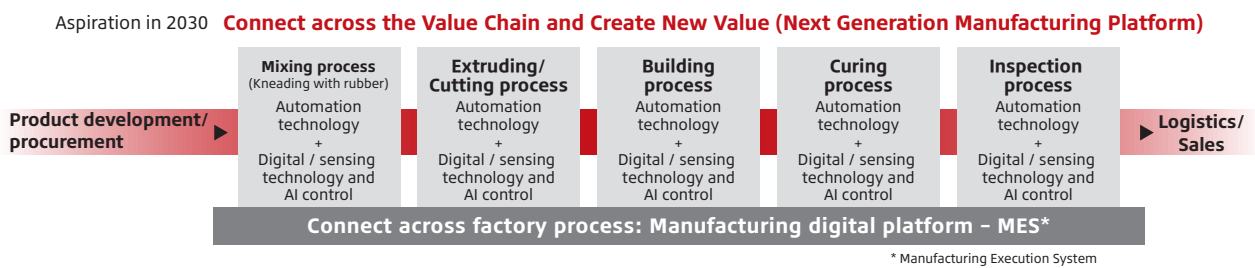 Aspiration in 2030 Connect across the Value Chain and Create New Value (Next Generation Manufacturing Platform)
Product development/
procurement
Mixing process
(Kneading with rubber)
Automation
technology
+
Digital / sensing
technology and
AI control
Extruding/
Cutting process
Automation
technology
+
Digital / sensing
technology and
AI control
Building
process
Automation
technology
+
Digital / sensing
technology and
AI control
Curing
process
Automation
technology
+
Digital / sensing
technology and
AI control
Inspection
process
Automation
technology
+
Digital / sensing
technology and
AI control
Logistics/
Sales
Connect across factory process: Manufacturing digital platform – MES*
* Manufacturing Execution System